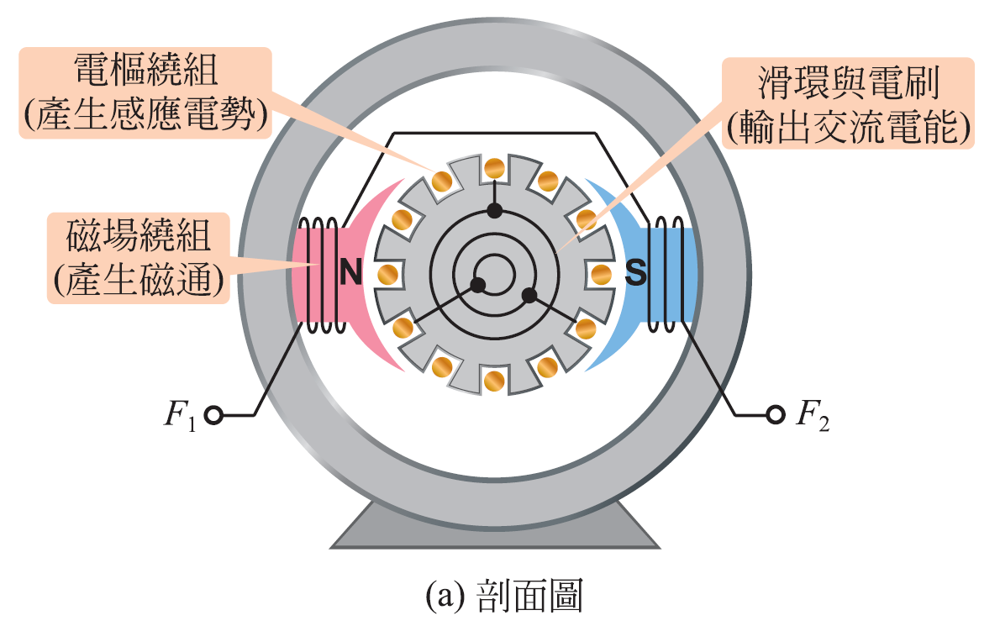 電樞繞組
(產生感應電勢)
滑環與電刷
(輸出交流電能)
磁場繞組
(產生磁通)
N
S
F₁
F₂
(a) 剖面圖